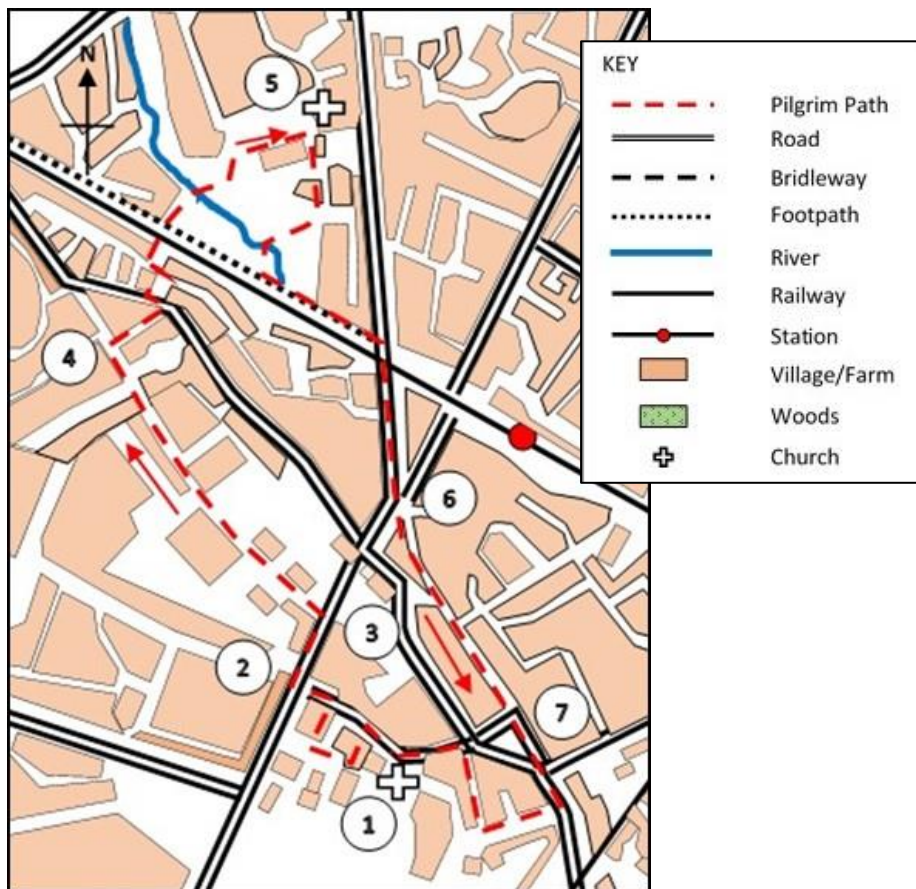 N
5
4
6
3
2
7
1
KEY
Pilgrim Path
Road
Bridleway
Footpath
River
Railway
Station
Village/Farm
Woods
Church